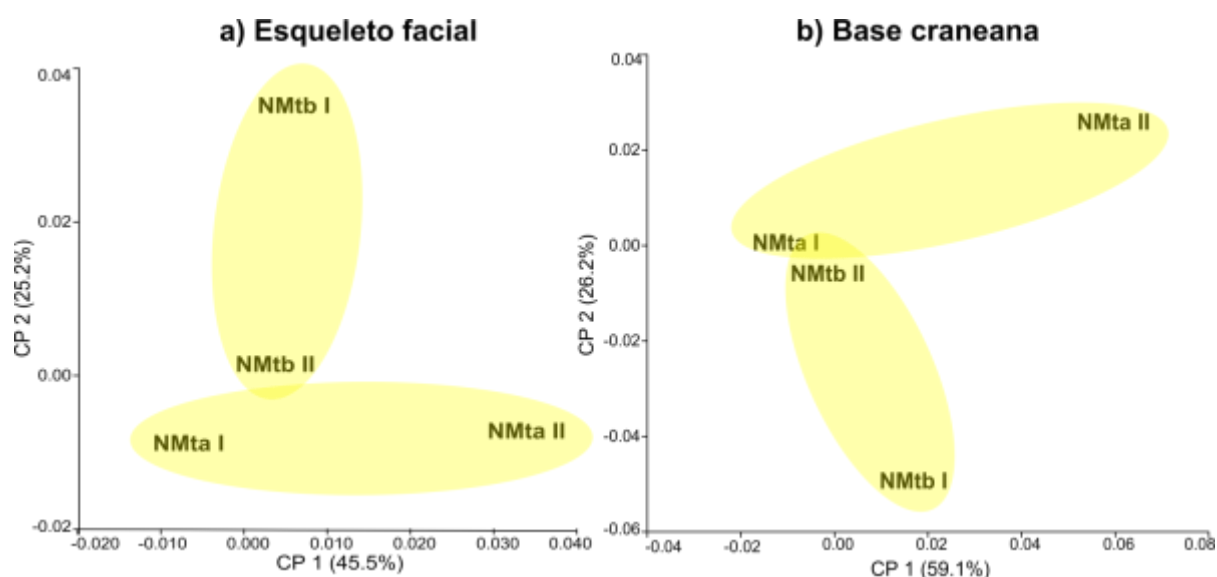 a) Esqueleto facial
0.04
NMtb I
0.02
CP 2 (25.2%)
NMtb II
0.00
NMta I
NMta II
-0.02
-0.020
-0.010
0.000
0.010
0.020
0.030
0.040
CP 1 (45.5%)
b) Base craneana
0.04
NMta II
0.02
NMta I
0.00
NMtb II
CP 2 (26.2%)
-0.02
-0.04
NMtb I
-0.06
-0.04
-0.02
0.00
0.02
0.04
0.06
0.08
CP 1 (59.1%)